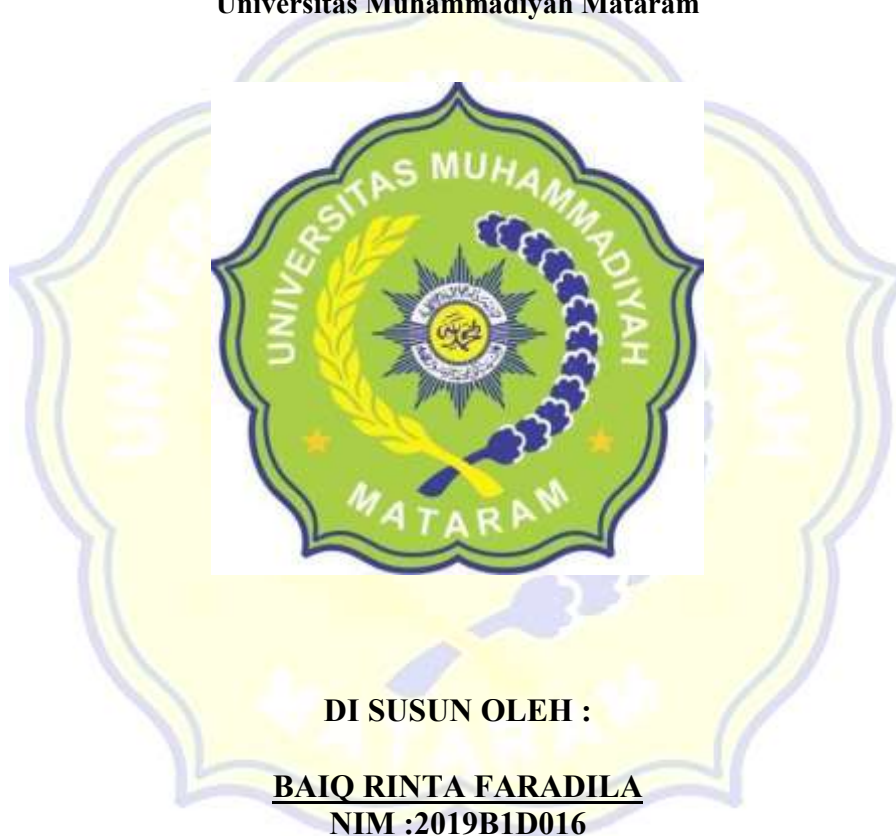 Universitas Muhammadiyah Mataram
UNIVERSITAS MUHAMMADIYAH
MATARAM
DI SUSUN OLEH :
BAIQ RINTA FARADILA
NIM :2019B1D016